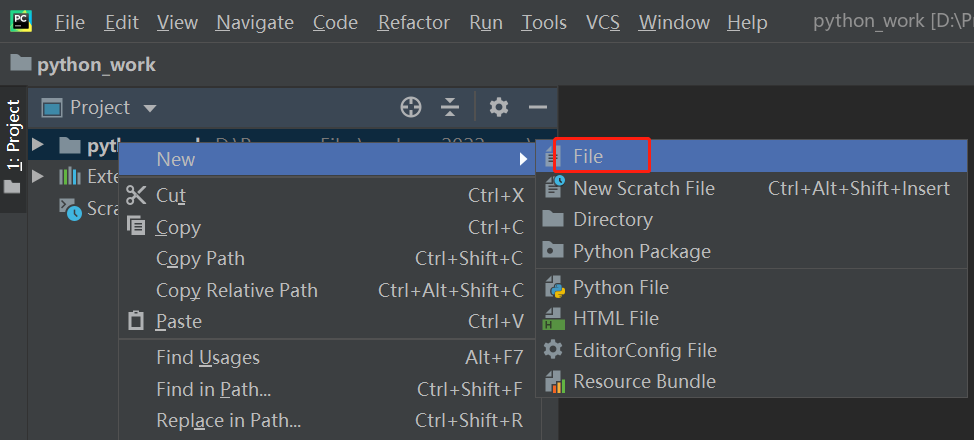 PC File Edit View Navigate Code Refactor Run Tools VCS Window Help python_work [D:\P
python_work
1: Project
Project
New
File
Exte
New Scratch File Ctrl+Alt+Shift+Insert
Scra
Cut Ctrl+X
Directory
Copy Ctrl+C
Python Package
Copy Path Ctrl+Shift+C
Python File
Copy Relative Path Ctrl+Alt+Shift+C
HTML File
Paste Ctrl+V
EditorConfig File
Find Usages Alt+F7
Resource Bundle
Find in Path... Ctrl+Shift+F
Replace in Path... Ctrl+Shift+R